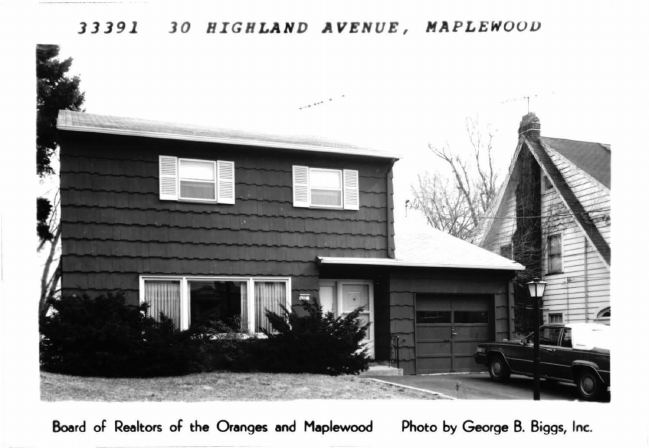 33391 30 HIGHLAND AVENUE, MAPLEWOOD
Board of Realtors of the Oranges and Maplewood Photo by George B. Biggs, Inc.